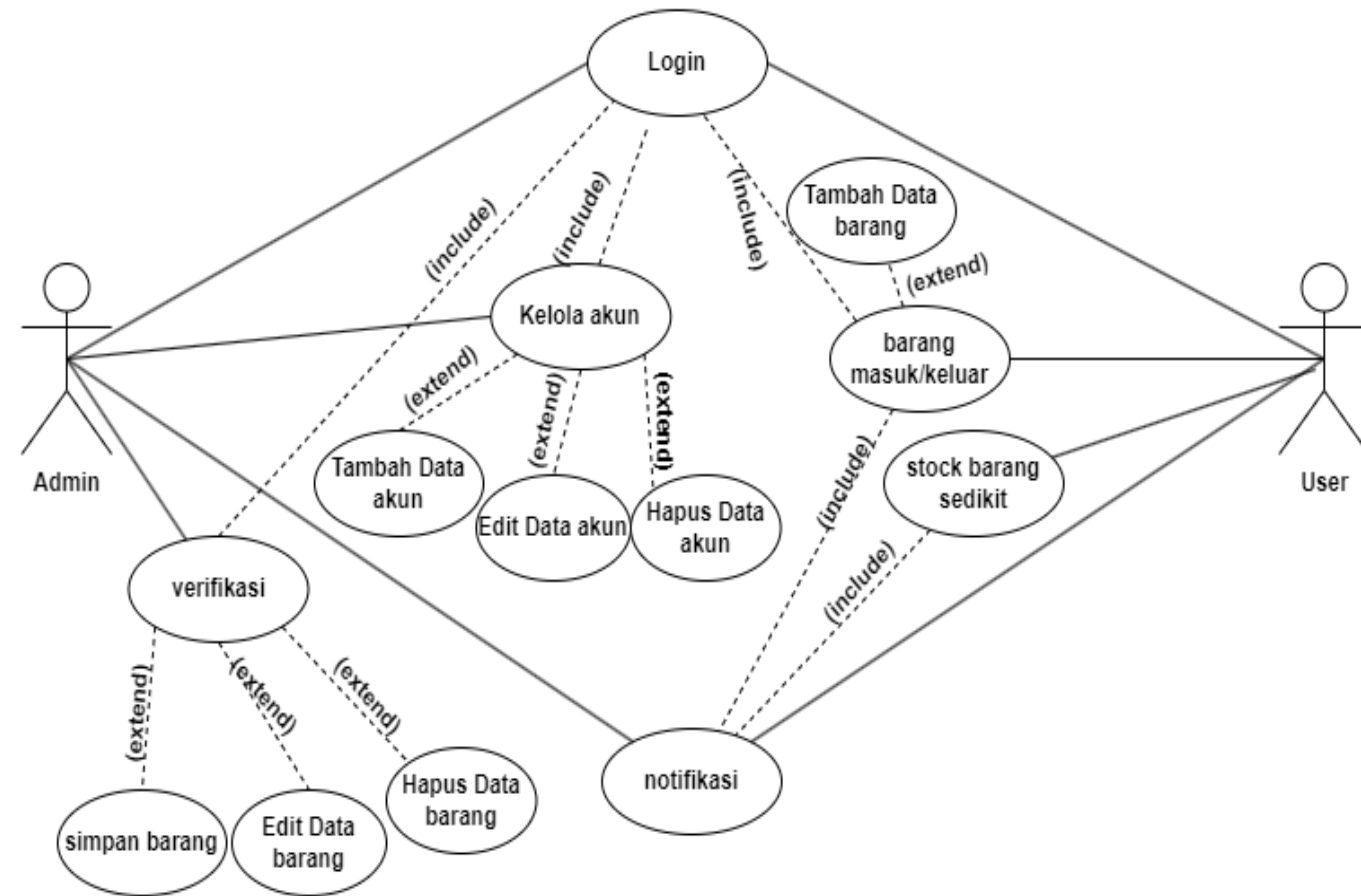 Login
(include)
(include)
(include)
Tambah Data
barang
(extend)
Kelola akun
barang
masuk/keluar
Admin
User
(extend)
(extend)
(extend)
Tambah Data
akun
Edit Data akun
Hapus Data
akun
stock barang
sedikit
(include)
(include)
verifikasi
(extend)
(extend)
(extend)
simpan barang
Edit Data
barang
Hapus Data
barang
notifikasi